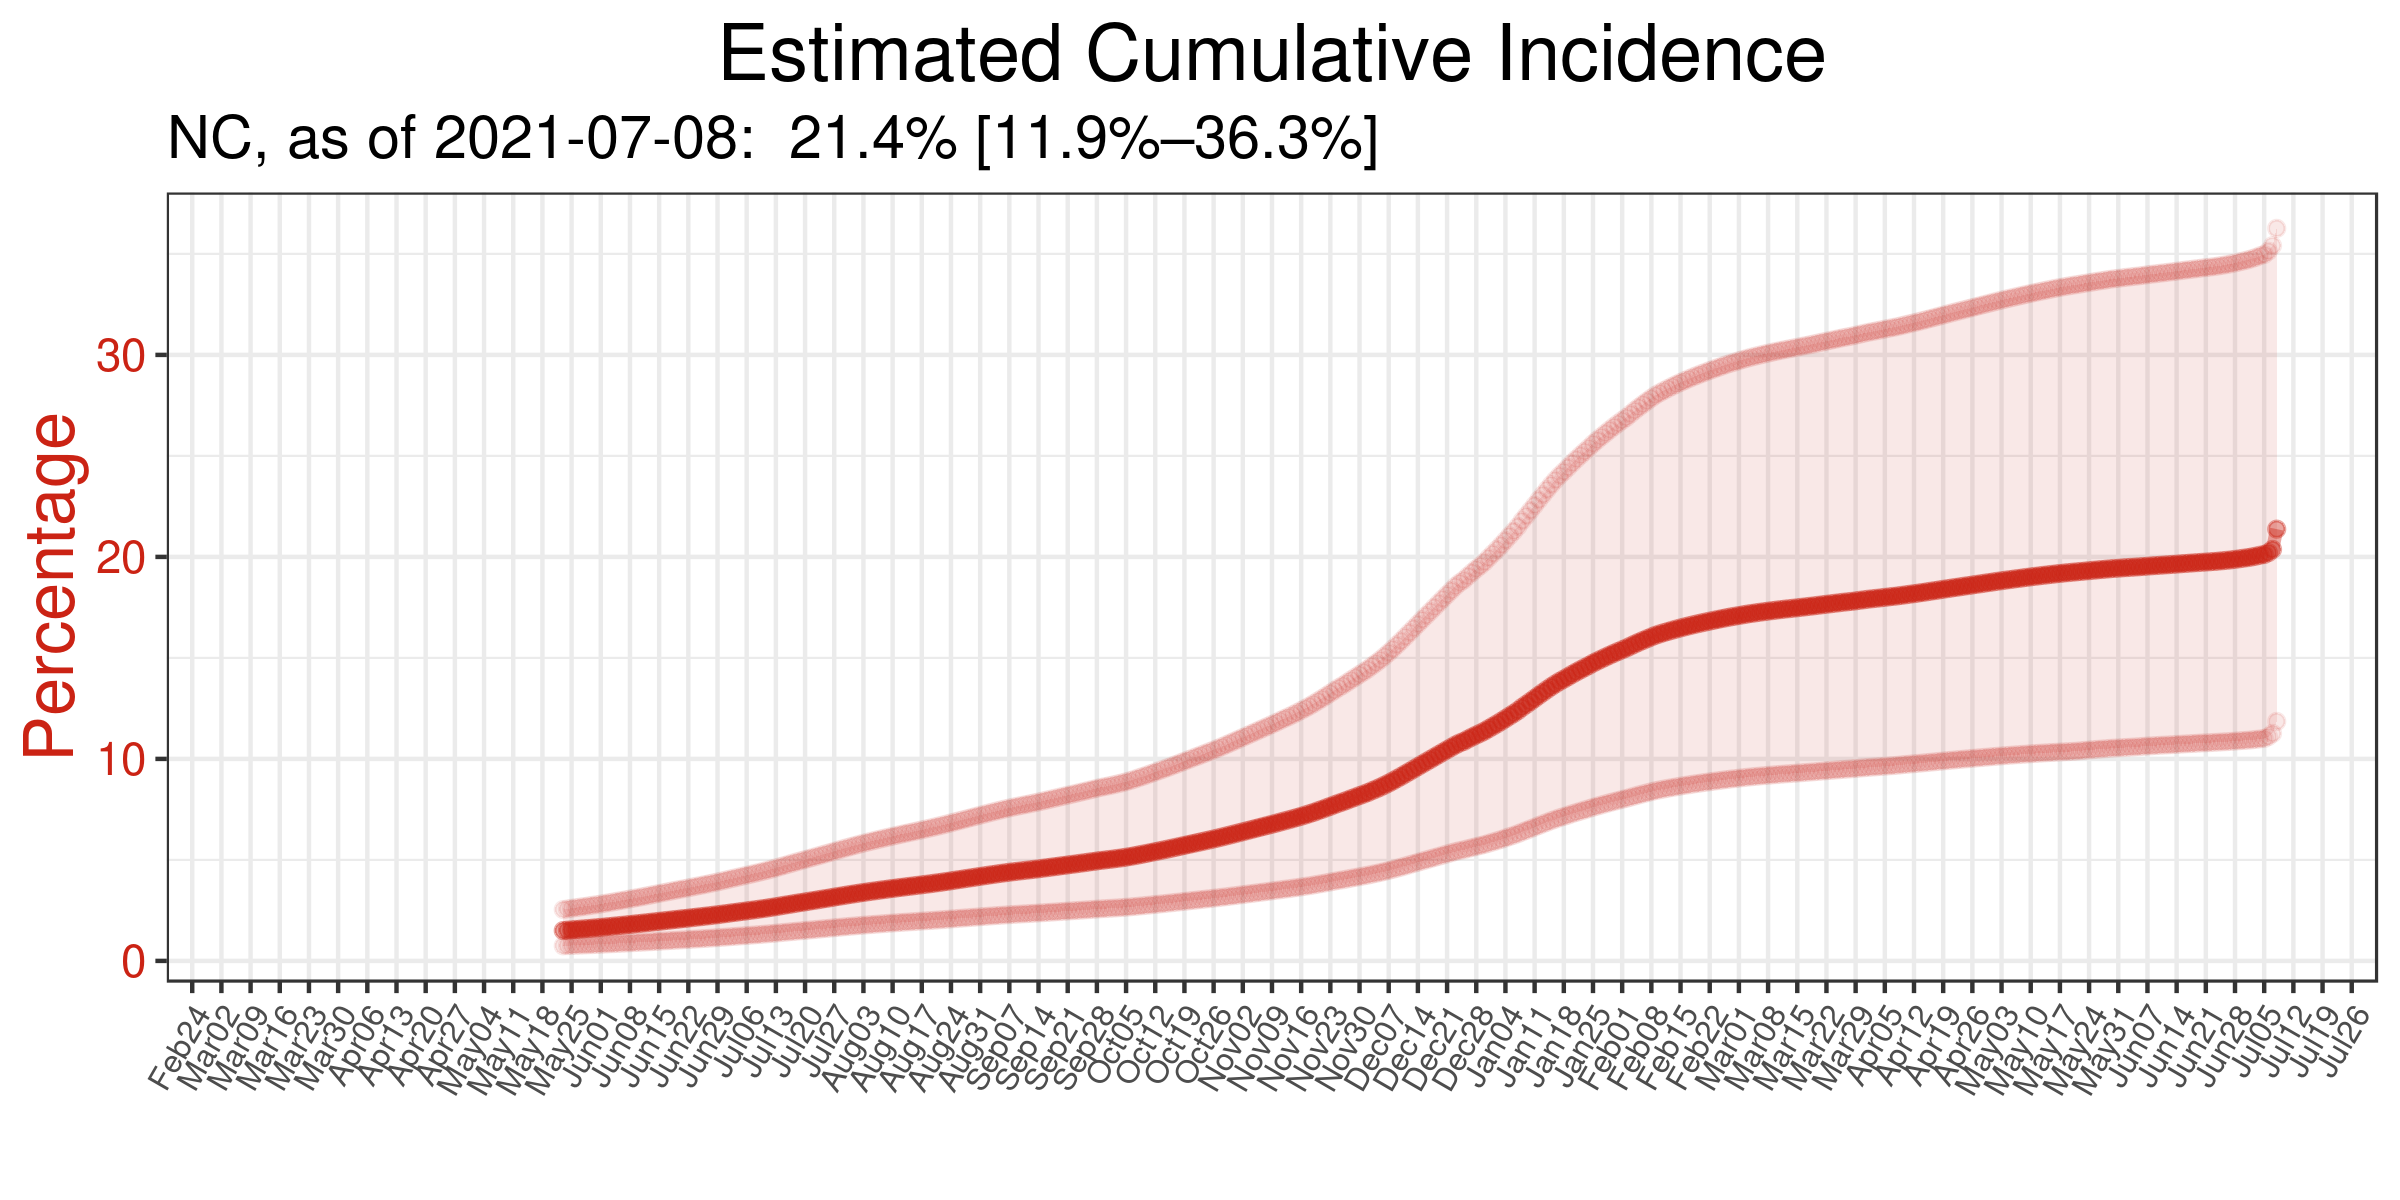 Estimated Cumulative Incidence
NC, as of 2021-07-08:  21.4% [11.9%–36.3%]
Percentage
30
20
10
0
Feb24
Mar02
Mar09
Mar16
Mar23
Mar30
Apr06
Apr13
Apr20
Apr27
May04
May11
May18
May25
Jun01
Jun08
Jun15
Jun22
Jun29
Jul06
Jul13
Jul20
Jul27
Aug03
Aug10
Aug17
Aug24
Aug31
Sep07
Sep14
Sep21
Sep28
Oct05
Oct12
Oct19
Oct26
Nov02
Nov09
Nov16
Nov23
Nov30
Dec07
Dec14
Dec21
Dec28
Jan04
Jan11
Jan18
Jan25
Feb01
Feb08
Feb15
Feb22
Mar01
Mar08
Mar15
Mar22
Mar29
Apr05
Apr12
Apr19
Apr26
May03
May10
May17
May24
May31
Jun07
Jun14
Jun21
Jun28
Jul05
Jul12
Jul19
Jul26